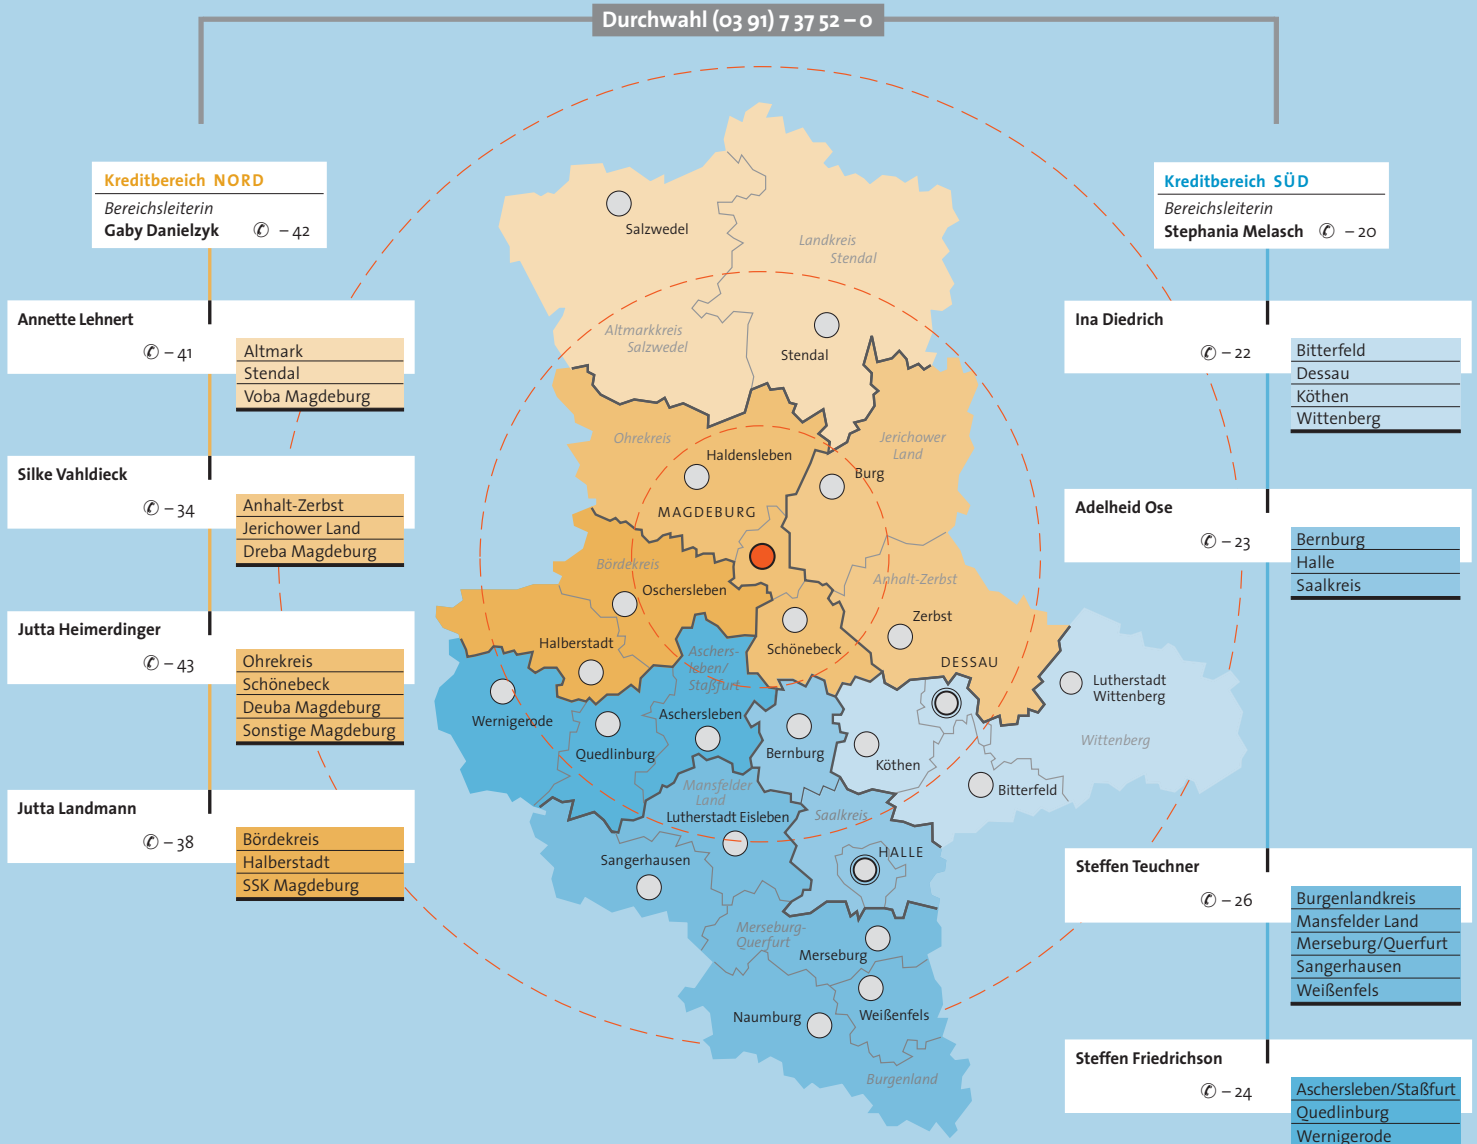 Durchwahl (03 91) 7 37 52 – 0
Kreditbereich NORD
Bereichsleiterin
Gaby Danielzyk ✆ – 42
Annette Lehnert
✆ – 41
Altmark
Stendal
Voba Magdeburg
Silke Vahldieck
✆ – 34
Anhalt-Zerbst
Jerichower Land
Dreba Magdeburg
Jutta Heimerdinger
✆ – 43
Ohrekreis
Schönebeck
Deuba Magdeburg
Sonstige Magdeburg
Jutta Landmann
✆ – 38
Bördekreis
Halberstadt
SSK Magdeburg
Salzwedel
Landkreis
Stendal
Altmarkkreis
Salzwedel
Stendal
Ohrekreis
Jerichower
Land
Haldensleben
Burg
MAGDEBURG
Bördekreis
Anhalt-Zerbst
Oschersleben
Zerbst
Halberstadt
Schönebeck
Aschers-
leben/
Staßfurt
DESSAU
Lutherstadt
Wittenberg
Wernigerode
Aschersleben
Quedlinburg
Bernburg
Köthen
Wittenberg
Bitterfeld
Mansfelder
Land
Lutherstadt Eisleben
Saalkreis
Sangerhausen
HALLE
Merseburg-
Querfurt
Merseburg
Naumburg
Weißenfels
Burgenland
Kreditbereich SÜD
Bereichsleiterin
Stephania Melasch ✆ – 20
Ina Diedrich
✆ – 22
Bitterfeld
Dessau
Köthen
Wittenberg
Adelheid Ose
✆ – 23
Bernburg
Halle
Saalkreis
Steffen Teuchner
✆ – 26
Burgenlandkreis
Mansfelder Land
Merseburg/Querfurt
Sangerhausen
Weißenfels
Steffen Friedrichson
✆ – 24
Aschersleben/Staßfurt
Quedlinburg
Wernigerode